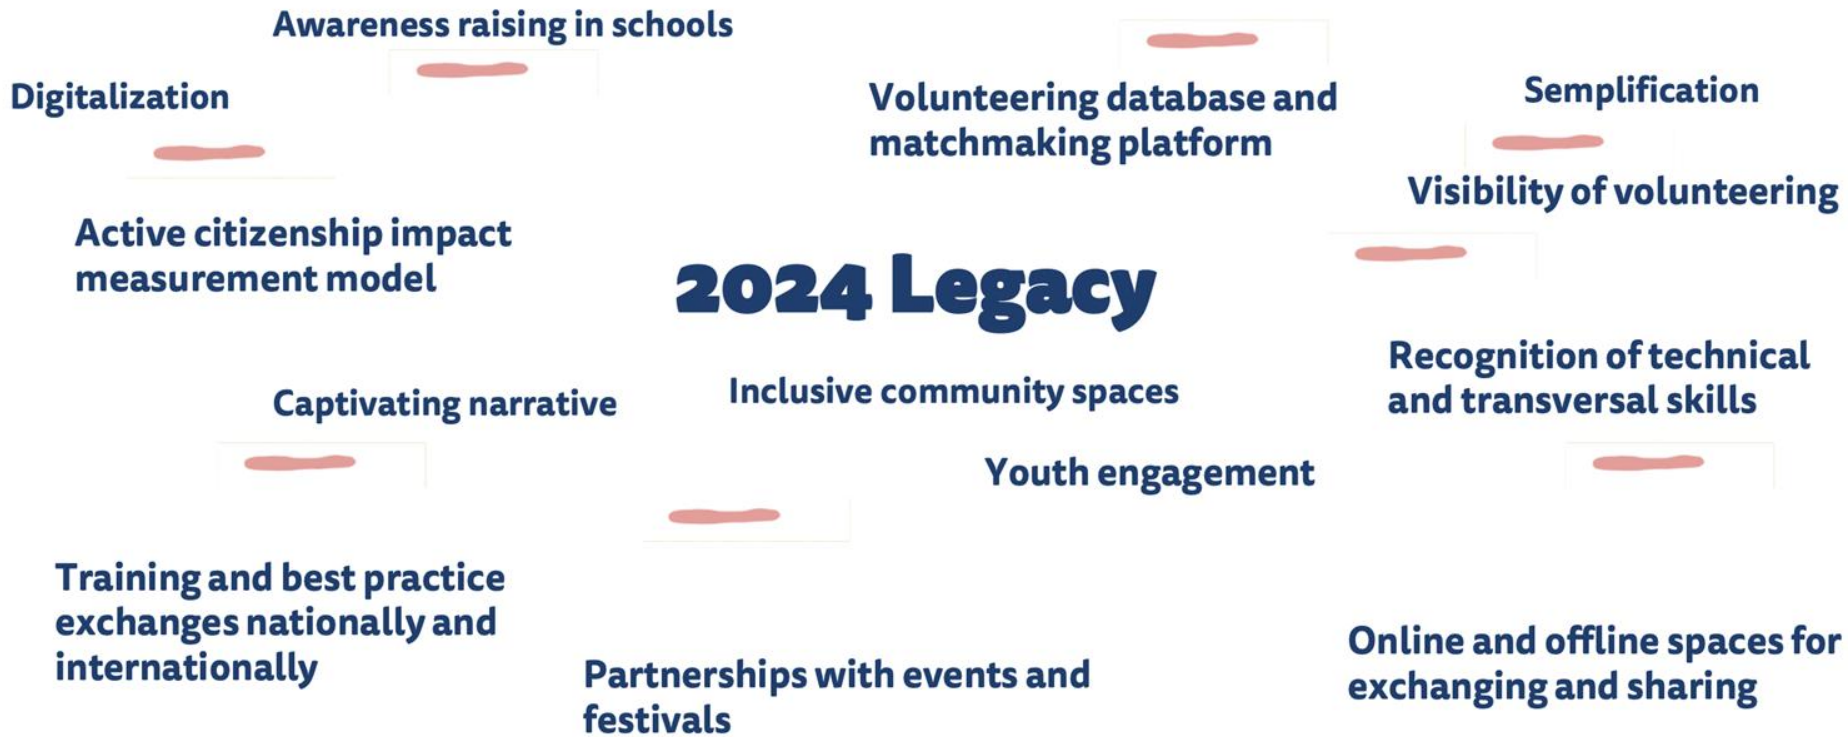 Awareness raising in schools
Digitalization
Volunteering database and
matchmaking platform
Semplification
Visibility of volunteering
Active citizenship impact
measurement model
2024 Legacy
Recognition of technical
and transversal skills
Captivating narrative
Inclusive community spaces
Youth engagement
Training and best practice
exchanges nationally and
internationally
Partnerships with events and
festivals
Online and offline spaces for
exchanging and sharing